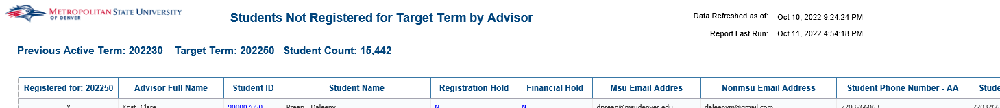 METROPOLITAN STATE UNIVERSITY
OF DENVER
Students Not Registered for Target Term by Advisor
Data Refreshed as of: Oct 10, 2022 9:24:24 PM
Report Last Run: Oct 11, 2022 4:54:18 PM
Previous Active Term: 202230 Target Term: 202250 Student Count: 15,442
Registered for: 202250 Advisor Full Name Student ID Student Name Registration Hold Financial Hold Msu Email Addres Nonmsu Email Address Student Phone Number - AA Stude
Y Kost, Clare 900007050 Prean, Daleeny N N dprean@msudenver.edu daleenym@gmail.com 7203266063 72032660